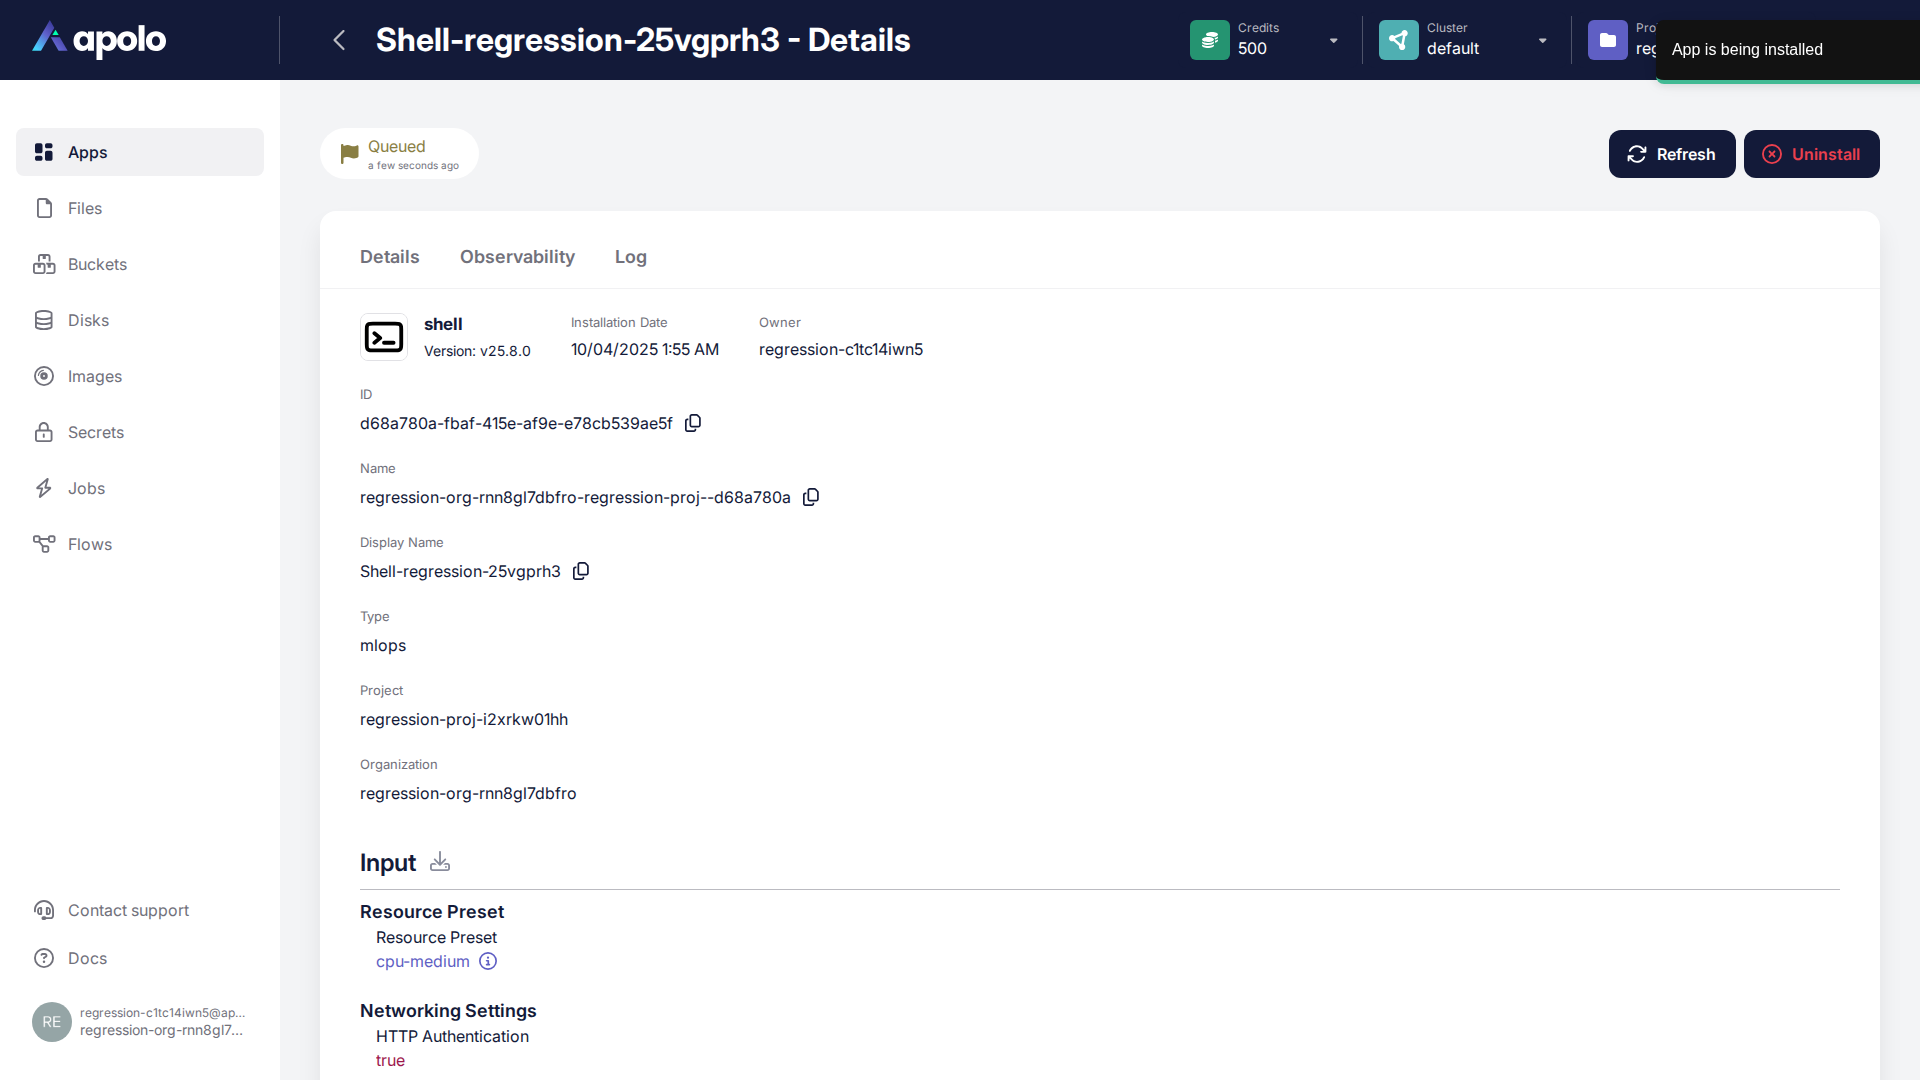 apolo
Shell-regression-25vgprh3 - Details
Credits
500
Cluster
default
App is being installed
Apps
Files
Buckets
Disks
Images
Secrets
Jobs
Flows
Contact support
Docs
RE
regression-c1tc14iwn5@ap...
regression-org-rnn8gl7...
Queued
a few seconds ago
Refresh
Uninstall
Details
Observability
Log
shell
Version: v25.8.0
Installation Date
10/04/2025 1:55 AM
Owner
regression-c1tc14iwn5
ID
d68a780a-fbaf-415e-af9e-e78cb539ae5f
Name
regression-org-rnn8gl7dbfro-regression-proj--d68a780a
Display Name
Shell-regression-25vgprh3
Type
mlops
Project
regression-proj-i2xrkw01hh
Organization
regression-org-rnn8gl7dbfro
Input
Resource Preset
Resource Preset
cpu-medium
Networking Settings
HTTP Authentication
true